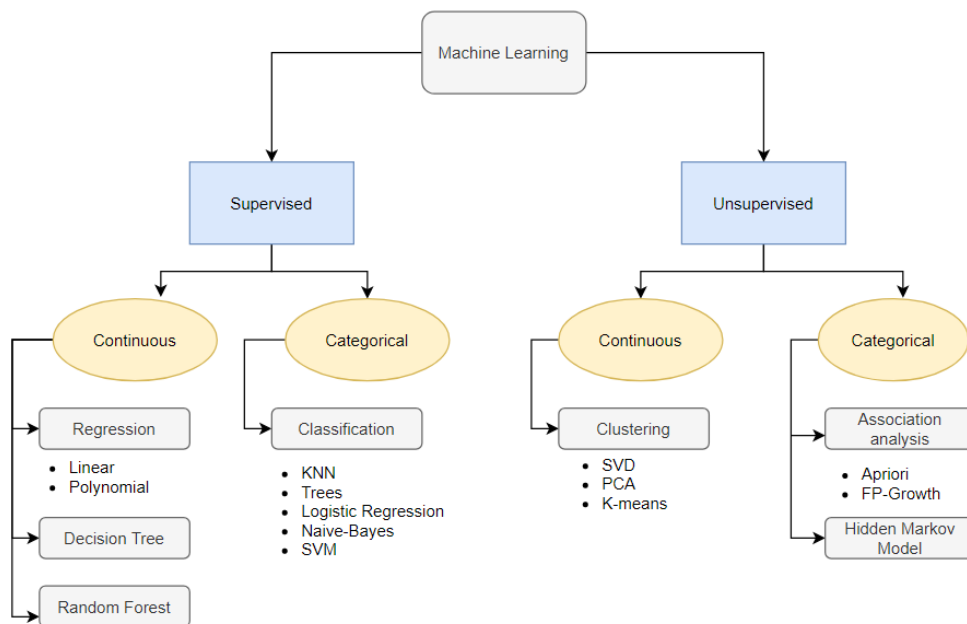 Machine Learning
Supervised
Unsupervised
Continuous
Categorical
Continuous
Categorical
Regression
• Linear
• Polynomial
Decision Tree
Random Forest
Classification
• KNN
• Trees
• Logistic Regression
• Naive-Bayes
• SVM
Clustering
• SVD
• PCA
• K-means
Association
analysis
• Apriori
• FP-Growth
Hidden Markov
Model